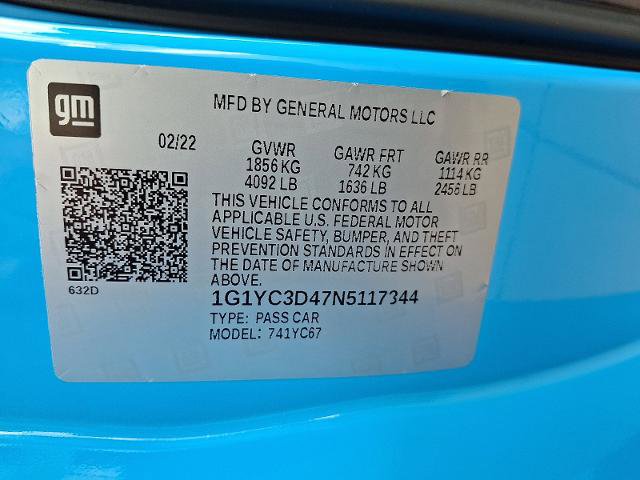 gm
MFD BY GENERAL MOTORS LLC
02/22 GVWR GAWR FRT GAWR RR
1856 KG 742 KG 1114 KG
4092 LB 1636 LB 2456 LB
THIS VEHICLE CONFORMS TO ALL
APPLICABLE U.S. FEDERAL MOTOR
VEHICLE SAFETY, BUMPER, AND THEFT
PREVENTION STANDARDS IN EFFECT ON
THE DATE OF MANUFACTURE SHOWN
ABOVE.
632D
1G1YC3D47N5117344
TYPE: PASS CAR
MODEL: 741YC67